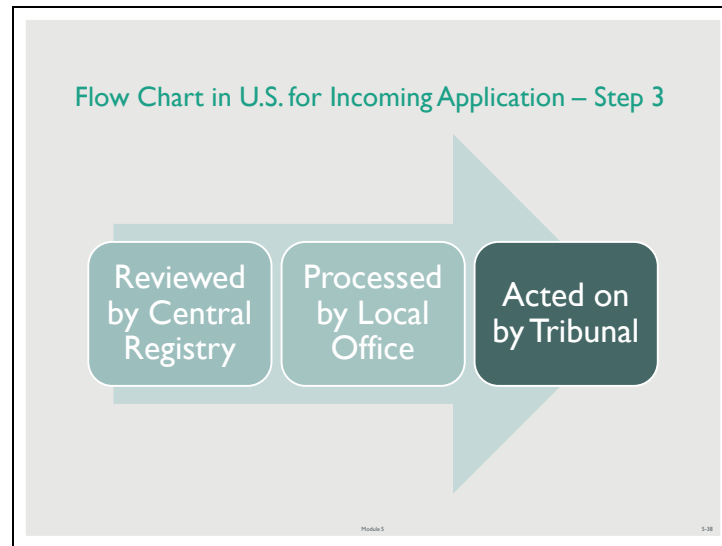 Flow Chart in U.S. for Incoming Application – Step 3
Reviewed
by Central
Registry
Processed
by Local
Office
Acted on
by Tribunal
Module 5
5-38